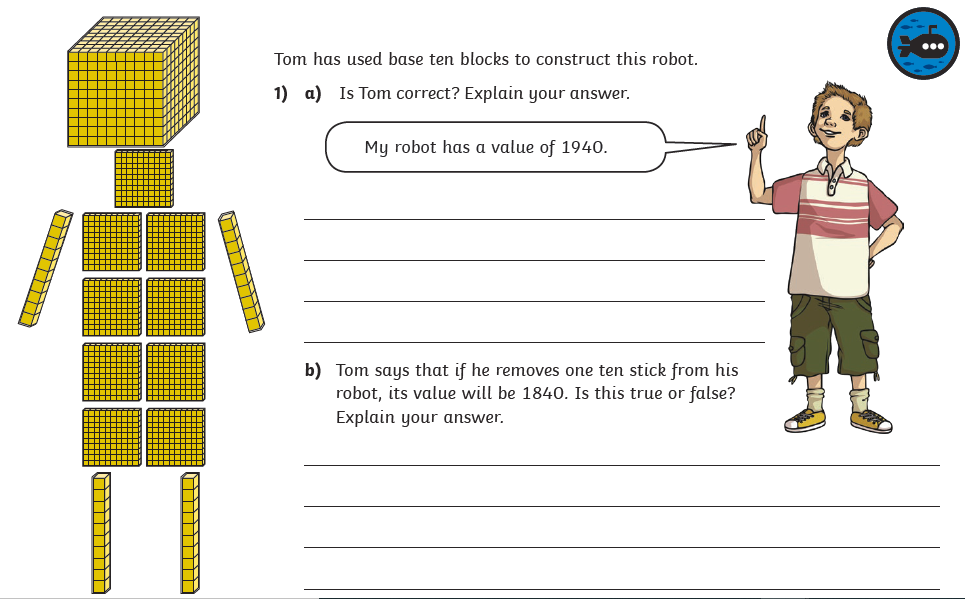 Tom has used base ten blocks to construct this robot.
1) a) Is Tom correct? Explain your answer.
My robot has a value of 1940.
b) Tom says that if he removes one ten stick from his
robot, its value will be 1840. Is this true or false?
Explain your answer.